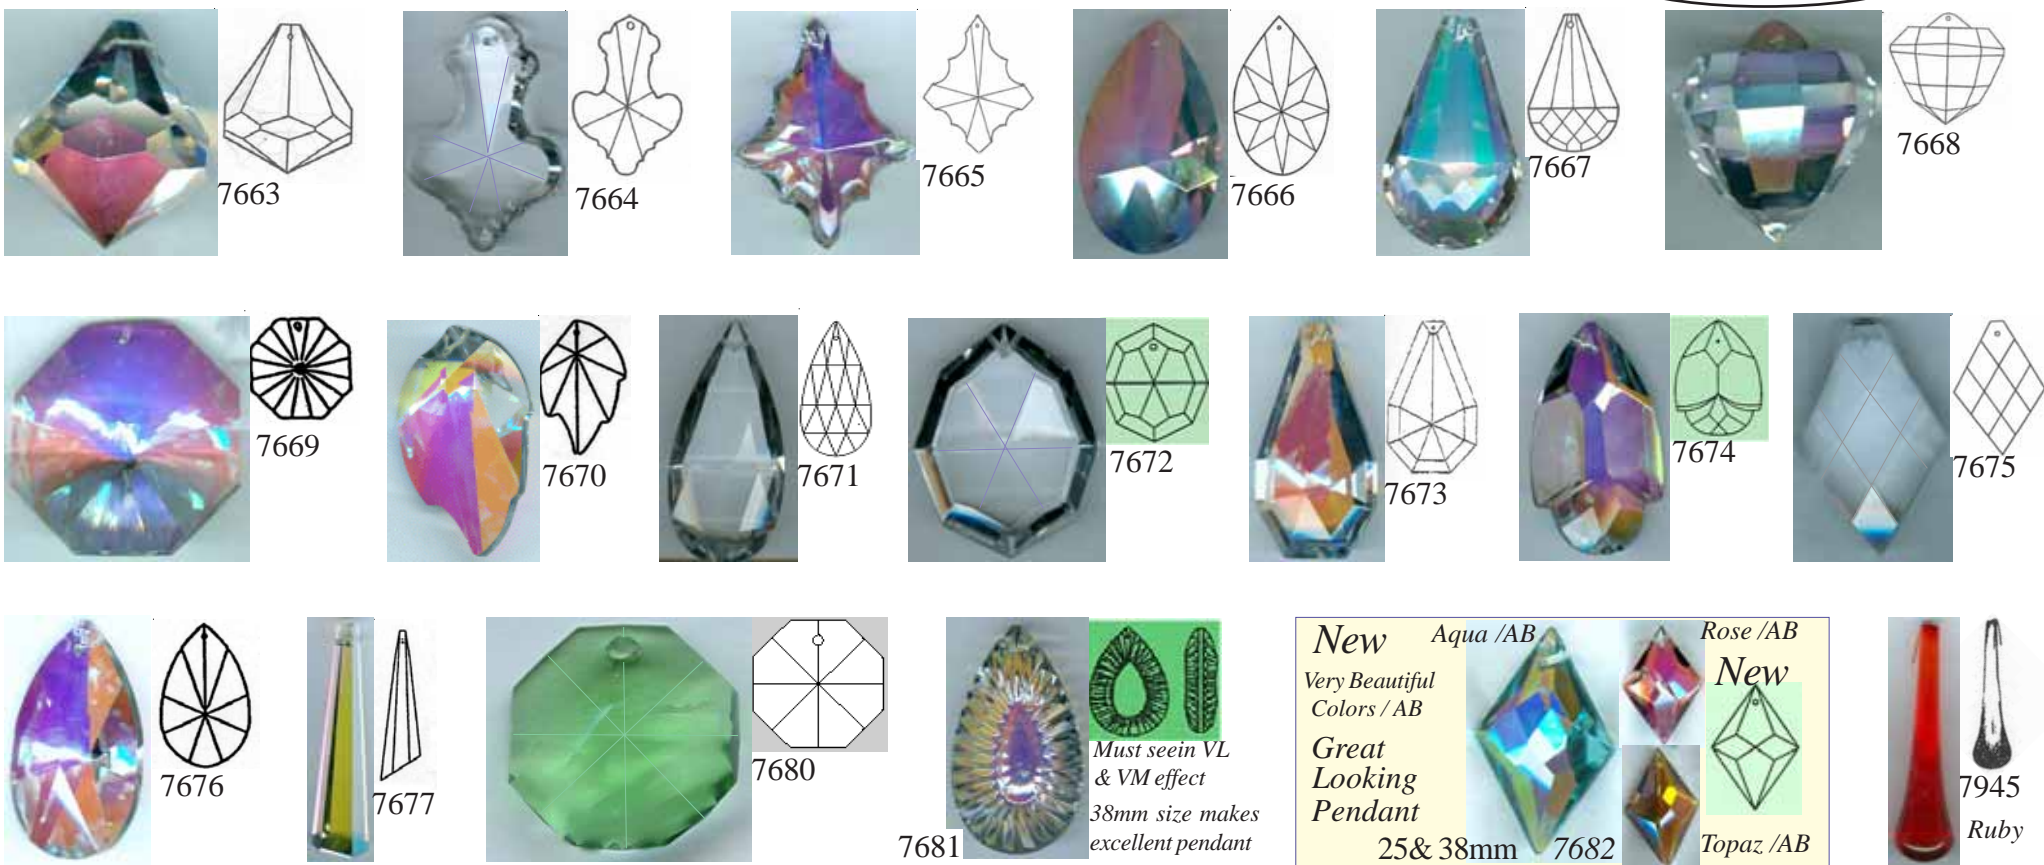 7663
7664
7665
7666
7667
7668
7669
7670
7671
7672
7673
7674
7675
7676
7677
7680
7681
Must seein VL
& VM effect
38mm size makes
excellent pendant
New
Aqua /AB
Rose /AB
New
Very Beautiful
Colors / AB
Great
Looking
Pendant
25& 38mm
7682
Topaz /AB
7945
Ruby